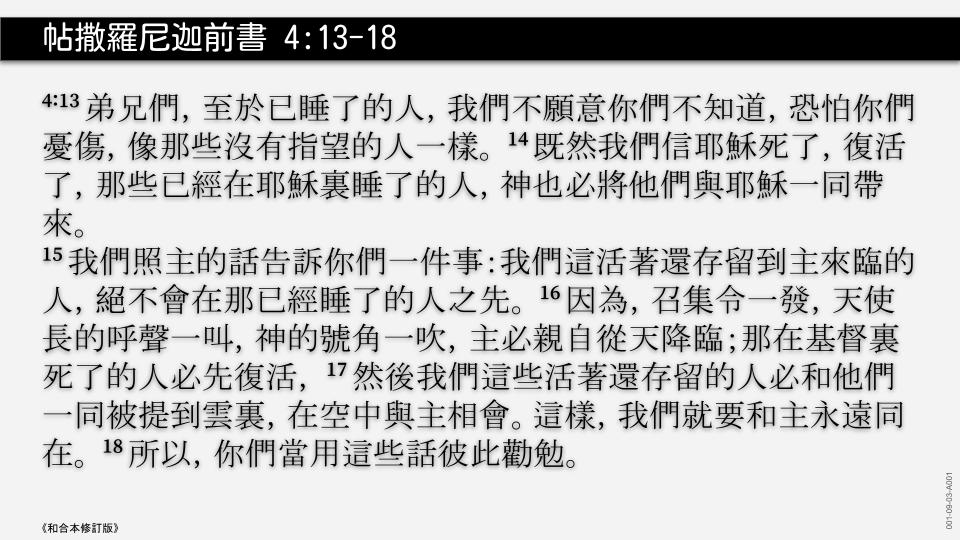 帖撒羅尼迦前書 4:13-18
4:13 弟兄們，至於已睡了的人，我們不願意你們不知道，恐怕你們
憂傷，像那些沒有指望的人一樣。 14 既然我們信耶穌死了，復活
了，那些已經在耶穌裏睡了的人，神也必將他們與耶穌一同帶
來。
15 我們照主的話告訴你們一件事：我們這活著還存留到主來臨的
人，絕不會在那已經睡了的人之先。 16 因為，召集令一發，天使
長的呼聲一叫，神的號角一吹，主必親自從天降臨；那在基督裏
死了的人必先復活， 17 然後我們這些活著還存留的人必和他們
一同被提到雲裏，在空中與主相會。這樣，我們就要和主永遠同
在。 18 所以，你們當用這些話彼此勸勉。
《和合本修訂版》
001-09-03-A001